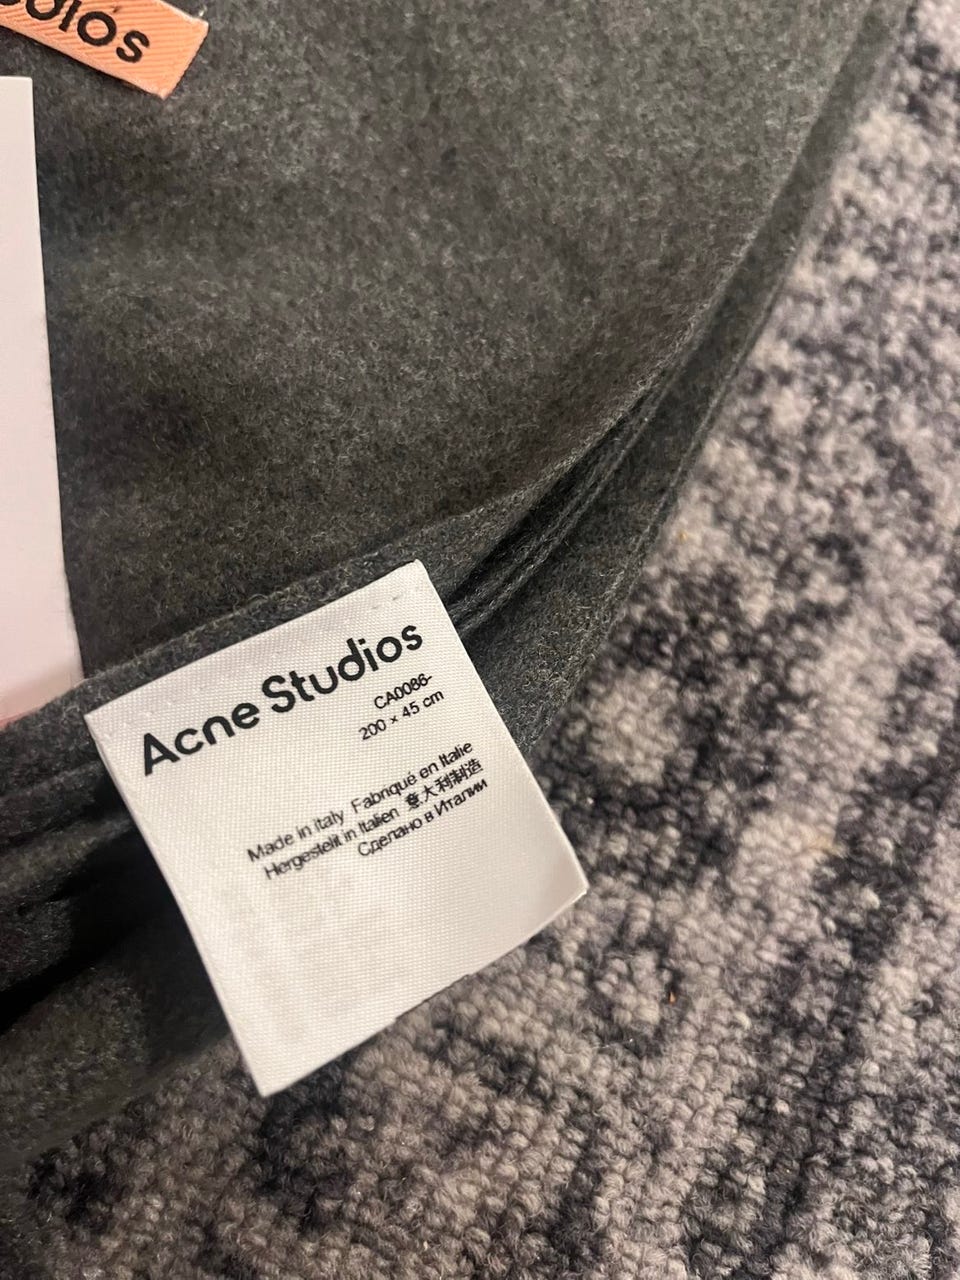 Studios
Acne Studios
CA0086-
200 × 45 cm
Made in Italy Fabriqué en Italie
Hergestellt in Italien 意大利制造
Сделано в Италии